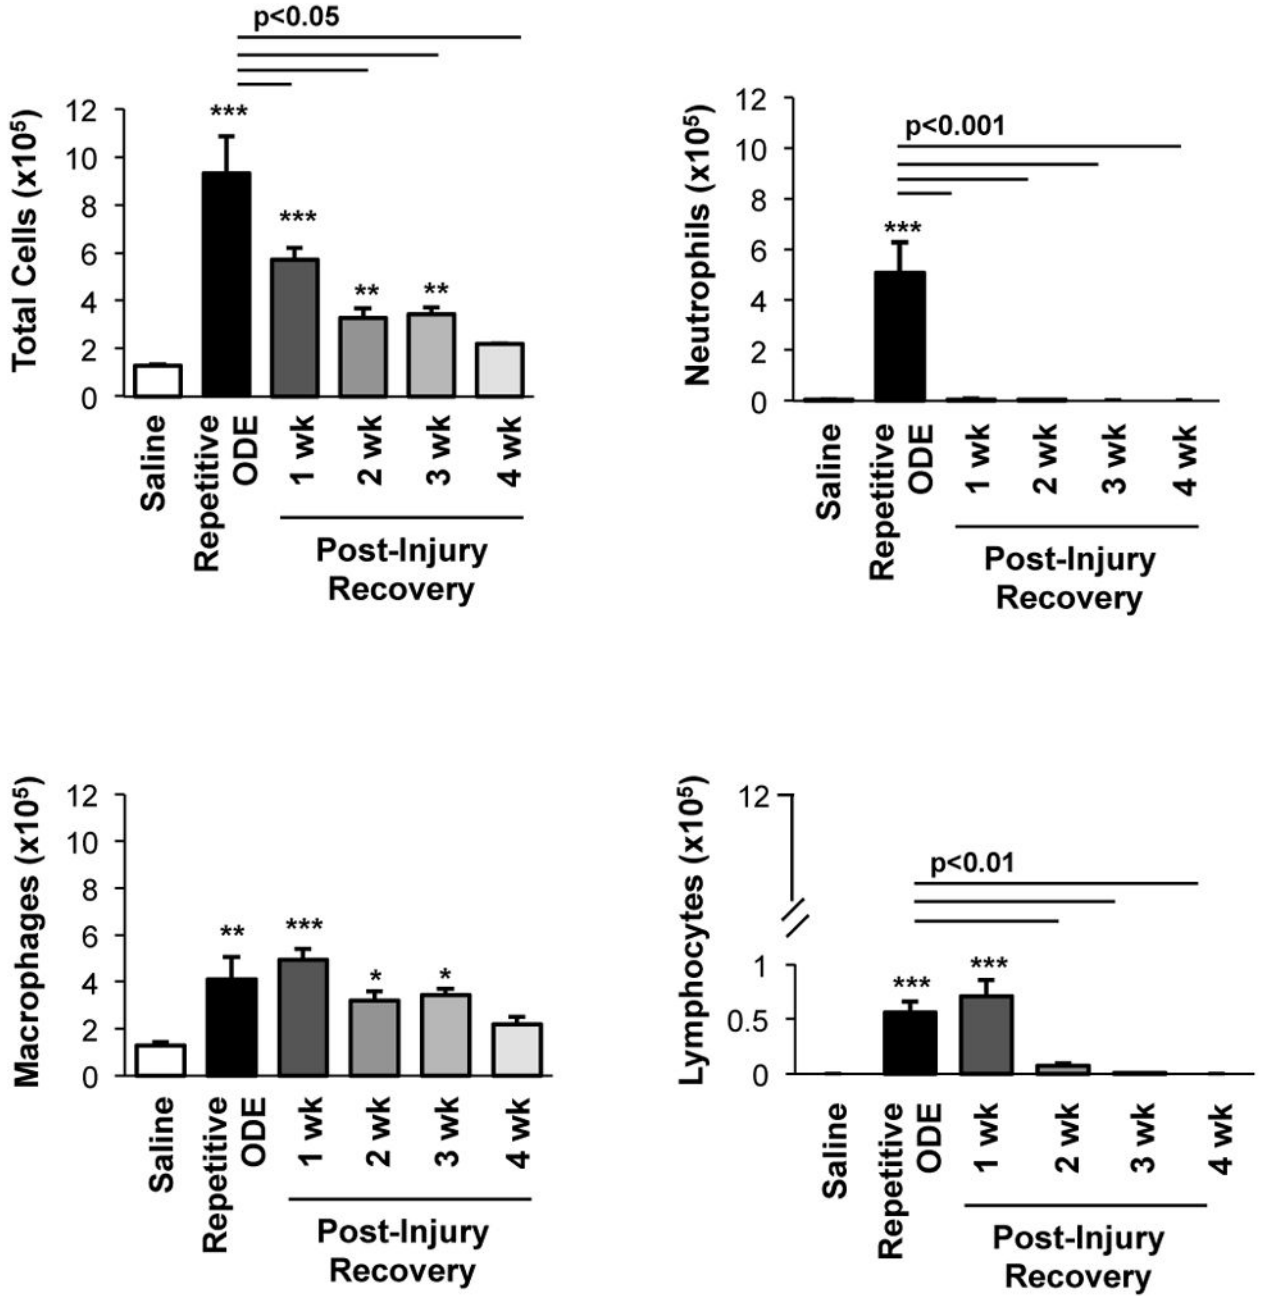 p<0.05
Total Cells (x10⁵)
12
10
8
6
4
2
0
***
***
**
**
Saline
Repetitive
ODE
1 wk
2 wk
3 wk
4 wk
Post-Injury
Recovery
p<0.001
Neutrophils (x10⁵)
12
10
8
6
4
2
0
***
Saline
Repetitive
ODE
1 wk
2 wk
3 wk
4 wk
Post-Injury
Recovery
Macrophages (x10⁵)
12
10
8
6
4
2
0
**
***
*
*
Saline
Repetitive
ODE
1 wk
2 wk
3 wk
4 wk
Post-Injury
Recovery
Lymphocytes (x10⁵)
12
p<0.01
1
0.5
0
***
***
Saline
Repetitive
ODE
1 wk
2 wk
3 wk
4 wk
Post-Injury
Recovery